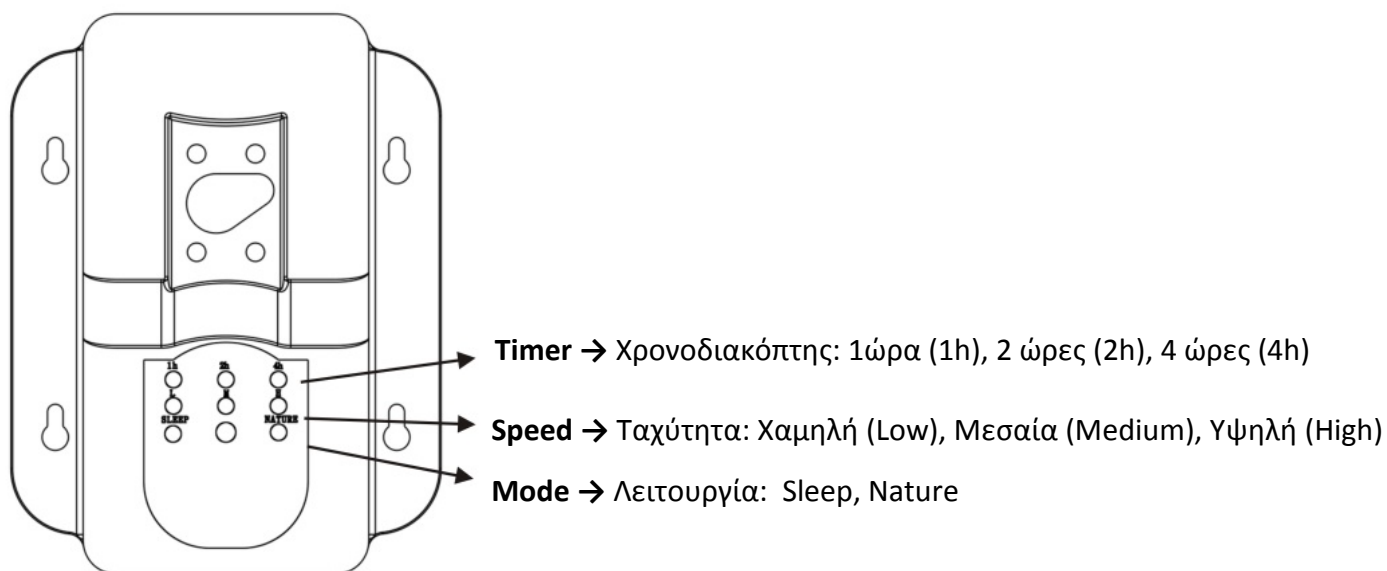 1h 2h 4h
L M H
SLEEP NATURE
Timer → Χρονοδιακόπτης: 1ώρα (1h), 2 ώρες (2h), 4 ώρες (4h)
Speed → Ταχύτητα: Χαμηλή (Low), Μεσαία (Medium), Υψηλή (High)
Mode → Λειτουργία: Sleep, Nature